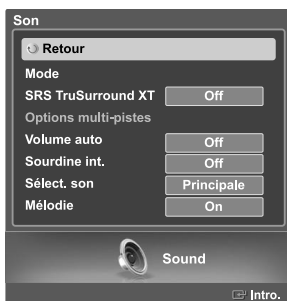 Son
Retour
Mode
SRS TruSurround XT Off
Options multi-pistes
Volume auto Off
Sourdine int. Off
Sélect. son Principale
Mélodie On
Sound
Intro.